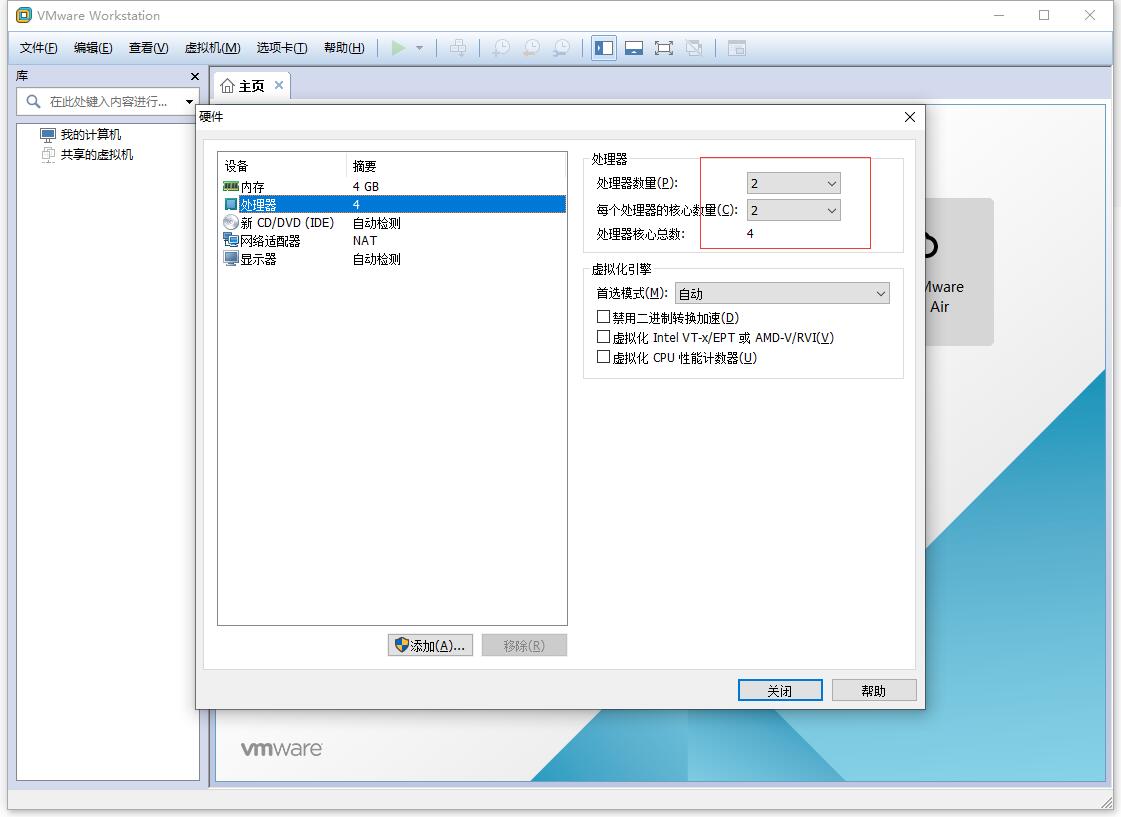 VMware Workstation
文件(F) 编辑(E) 查看(V) 虚拟机(M) 选项卡(T) 帮助(H)
库
主页
在此处键入内容进行...
我的计算机
共享的虚拟机
硬件
设备 摘要
内存 4 GB
处理器 4
新 CD/DVD (IDE) 自动检测
网络适配器 NAT
显示器 自动检测
添加(A)... 移除(R)
处理器
处理器数量(P): 2
每个处理器的核心数量(C): 2
处理器核心总数: 4
虚拟化引擎
首选模式(M): 自动
禁用二进制转换加速(D)
虚拟化 Intel VT-x/EPT 或 AMD-V/RVI(V)
虚拟化 CPU 性能计数器(U)
关闭 帮助
Mware
Air
vmware